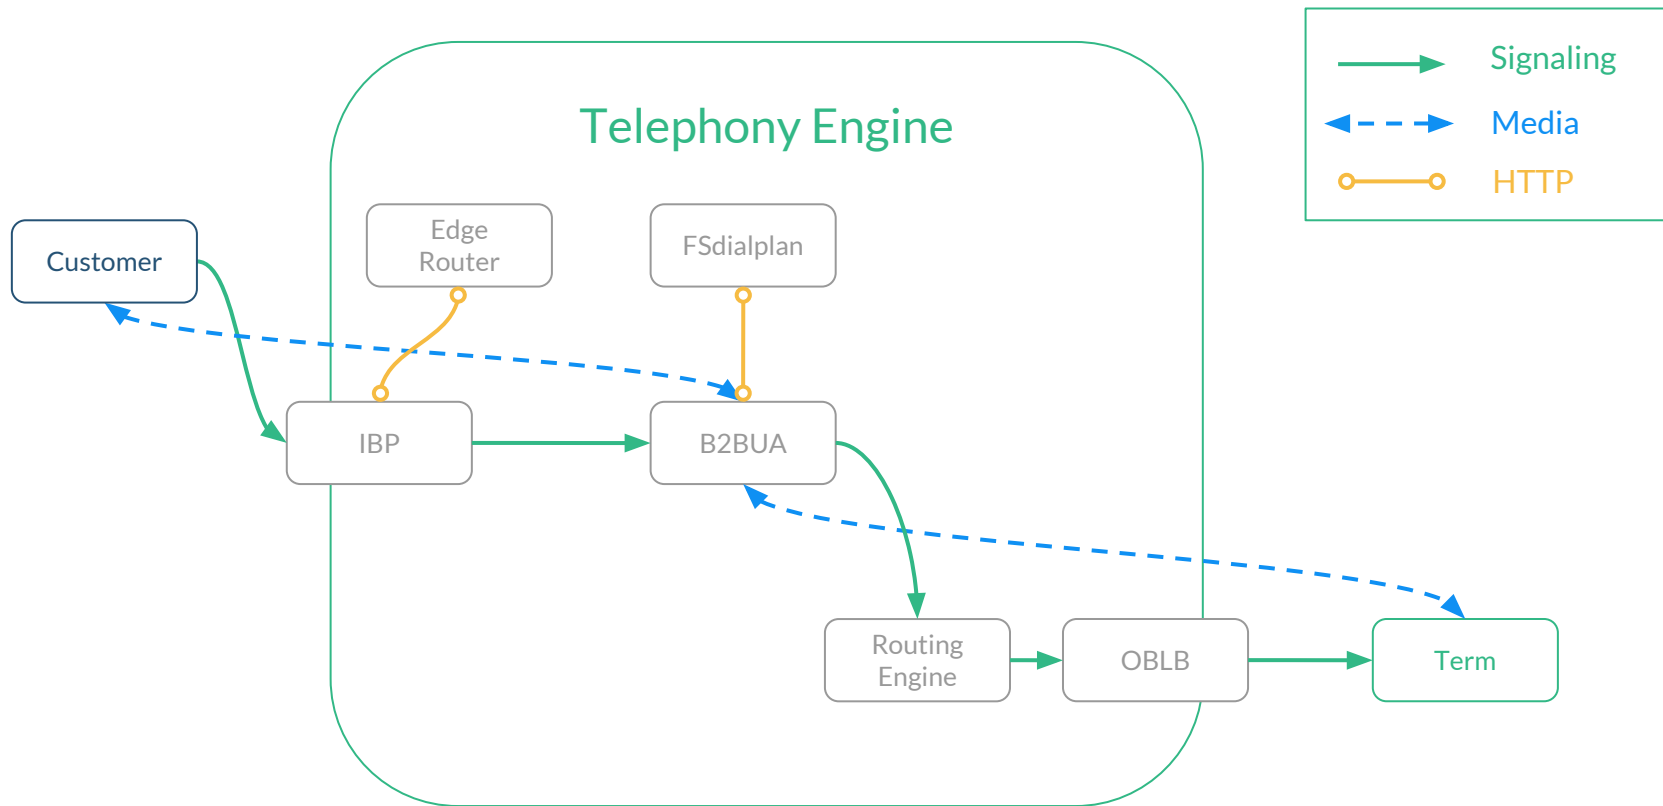 Telephony Engine
Signaling
Media
HTTP
Customer
Edge
Router
FSdialplan
IBP
B2BUA
Routing
Engine
OBLB
Term